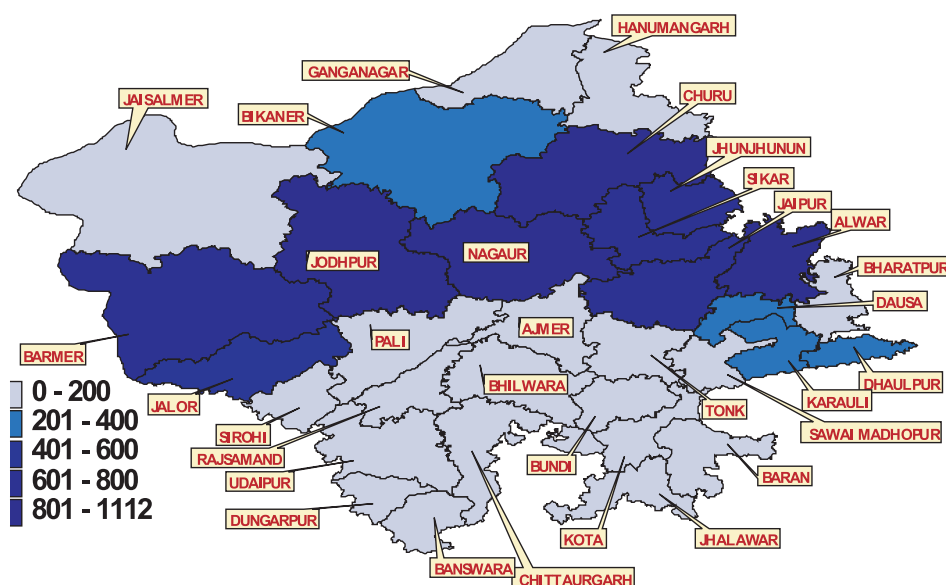 HANUMANGARH
GANGANAGAR
CHURU
JAISALMER
BIKANER
JHUNJHUNUN
SIKAR
JAIPUR
ALWAR
NAGAUR
JODHPUR
BHARATPUR
DAUSA
AJMER
PALI
BARMER
BHILWARA
DHAULPUR
KARAULI
JALOR
TONK
SIROHI
SAWAI MADHOPUR
RAJSAMAND
BUNDI
UDAIPUR
BARAN
DUNGARPUR
KOTA
JHALAWAR
BANSWARA
CHITTAURGARH
0 - 200
201 - 400
401 - 600
601 - 800
801 - 1112